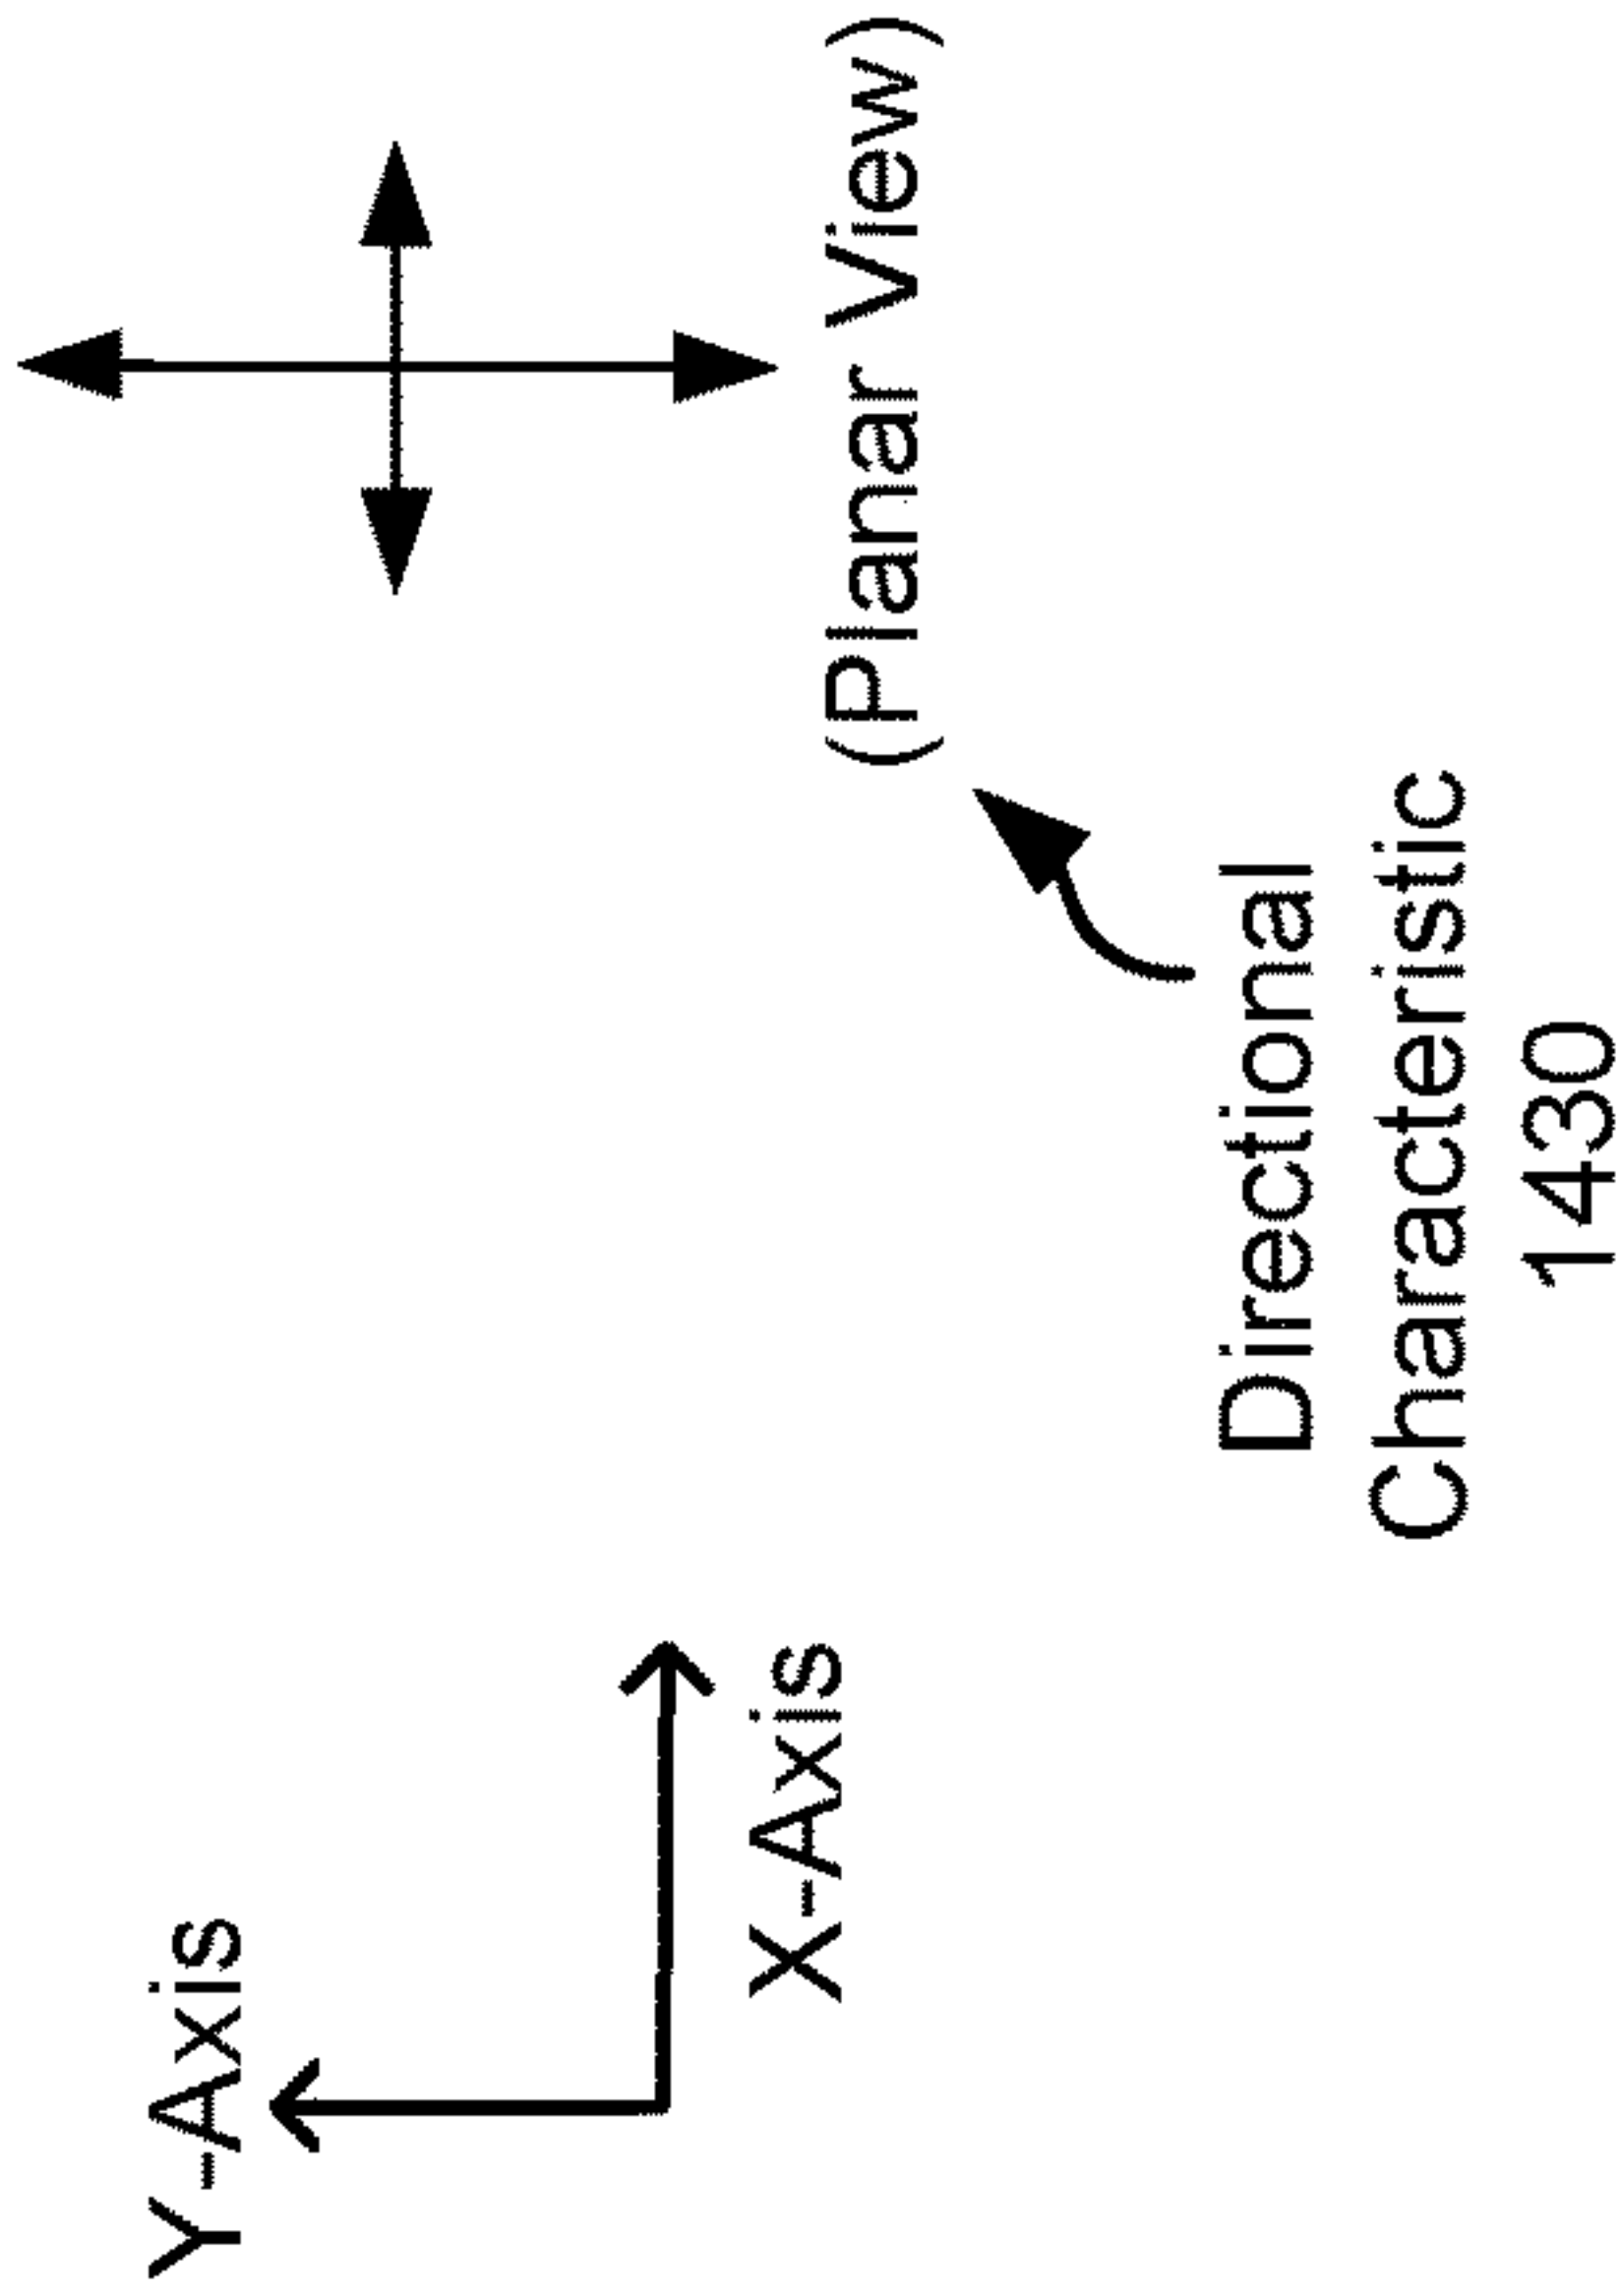 Y-Axis
X-Axis
(Planar View)
Directional
Characteristic
1430